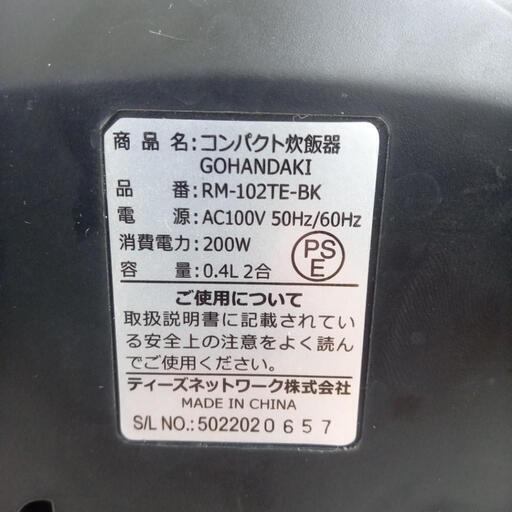 商品名:コンパクト炊飯器
GOHANDAKI
品番:RM-102TE-BK
電源:AC100V 50Hz/60Hz
消費電力:200W
容量:0.4L 2合
PS
E
ご使用について
取扱説明書に記載されてい
る安全上の注意をよく読ん
でご使用ください。
ティーズネットワーク株式会社
MADE IN CHINA
S/L NO.:5022020657